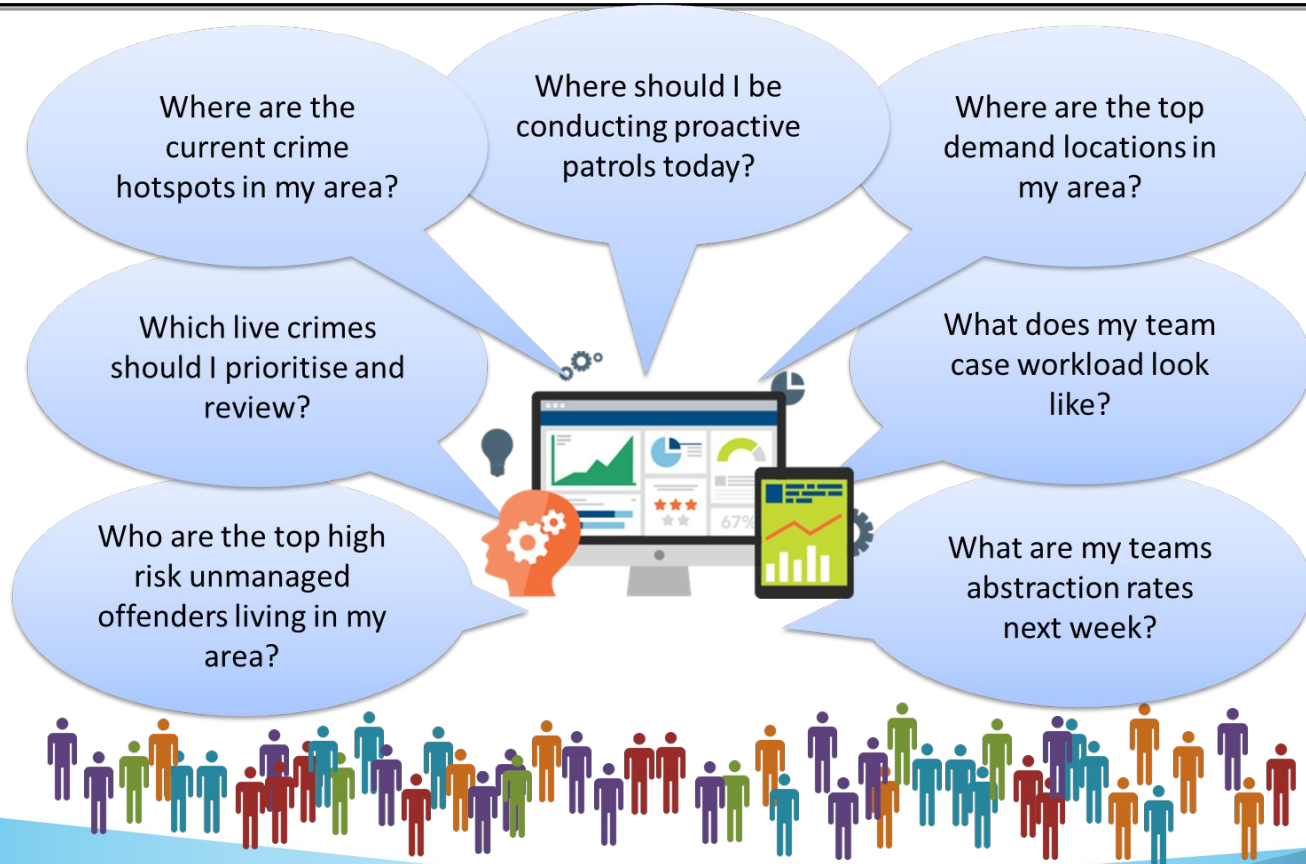 Where are the
current crime
hotspots in my area?
Where should I be
conducting proactive
patrols today?
Where are the top
demand locations in
my area?
Which live crimes
should I prioritise and
review?
What does my team
case workload look
like?
67%
Who are the top high
risk unmanaged
offenders living in my
area?
What are my teams
abstraction rates
next week?